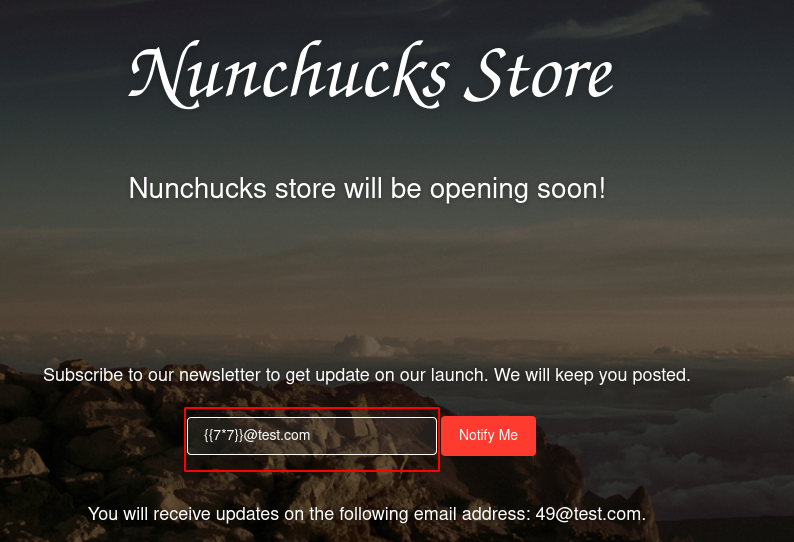 Nunchucks Store
Nunchucks store will be opening soon!
Subscribe to our newsletter to get update on our launch. We will keep you posted.
{{7*7}}@test.com
Notify Me
You will receive updates on the following email address: 49@test.com.